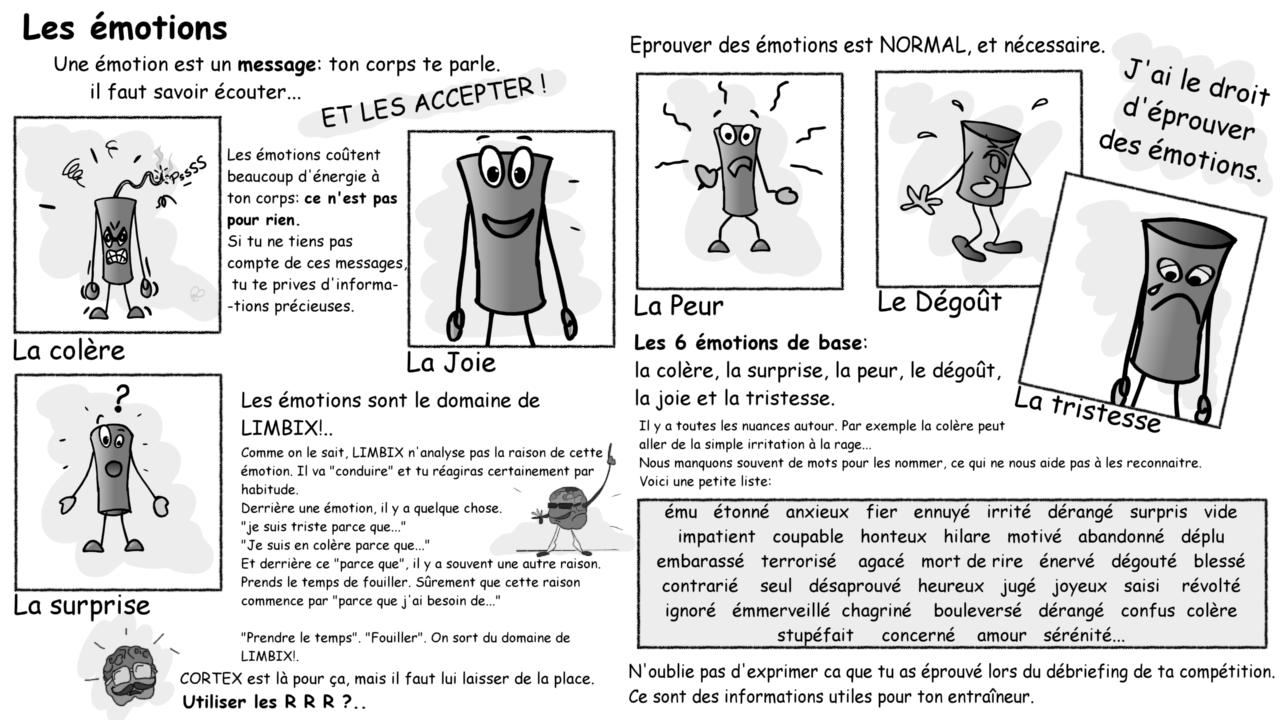 Les émotions
Une émotion est un message: ton corps te parle.
il faut savoir écouter...
ET LES ACCEPTER !
PSSSS
Les émotions coûtent
beaucoup d'énergie à
ton corps: ce n'est pas
pour rien.
Si tu ne tiens pas
compte de ces messages,
tu te prives d'informa-
-tions précieuses.
La colère
La Joie
?
La surprise
Les émotions sont le domaine de
LIMBIX!..
Comme on le sait, LIMBIX n'analyse pas la raison de cette
émotion. Il va "conduire" et tu réagiras certainement par
habitude.
Derrière une émotion, il y a quelque chose.
"je suis triste parce que..."
"Je suis en colère parce que..."
Et derrière ce "parce que", il y a souvent une autre raison.
Prends le temps de fouiller. Sûrement que cette raison
commence par "parce que j'ai besoin de..."
"Prendre le temps". "Fouiller". On sort du domaine de
LIMBIX!.
CORTEX est là pour ça, mais il faut lui laisser de la place.
Utiliser les R R R ?..
Eprouver des émotions est NORMAL, et nécessaire.
J'ai le droit
d'éprouver
des émotions.
La Peur
Le Dégoût
La tristesse
Les 6 émotions de base:
la colère, la surprise, la peur, le dégoût,
la joie et la tristesse.
Il y a toutes les nuances autour. Par exemple la colère peut
aller de la simple irritation à la rage...
Nous manquons souvent de mots pour les nommer, ce qui ne nous aide pas à les reconnaitre.
Voici une petite liste:
ému étonné anxieux fier ennuyé irrité dérangé surpris vide
impatient coupable honteux hilare motivé abandonné déplu
embarassé terrorisé agacé mort de rire énervé dégouté blessé
contrarié seul désaprouvé heureux jugé joyeux saisi révolté
ignoré émmerveillé chagriné bouleversé dérangé confus colère
stupéfait concerné amour sérénité...
N'oublie pas d'exprimer ca que tu as éprouvé lors du débriefing de ta compétition.
Ce sont des informations utiles pour ton entraîneur.